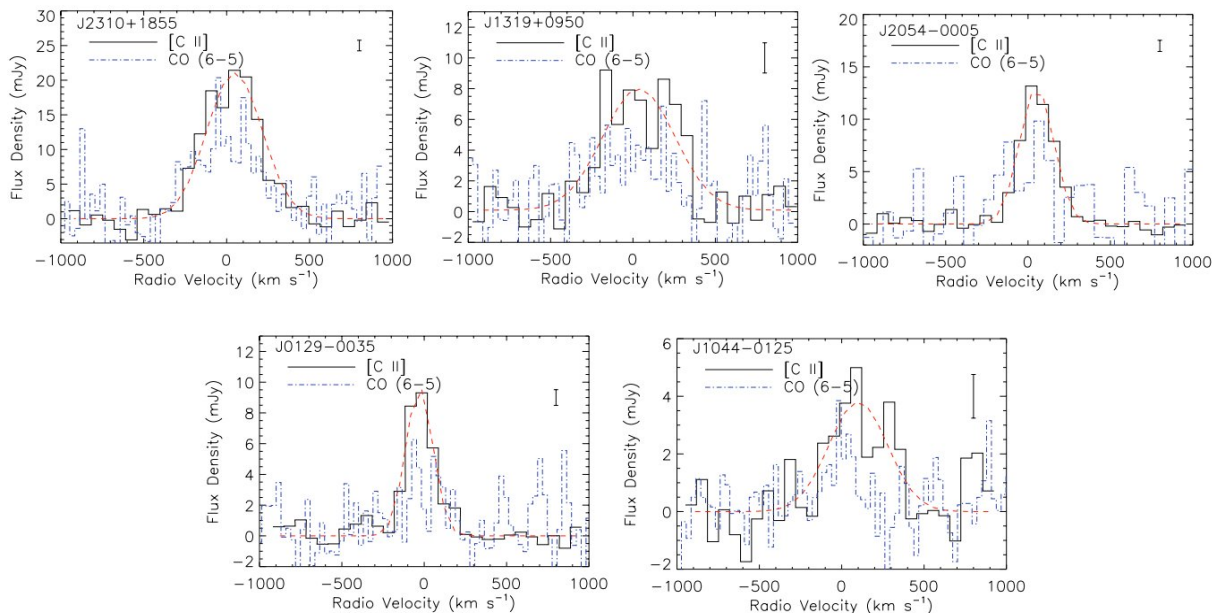 J2310+1855
[C II]
CO (6−5)
30
25
20
15
10
5
0
Flux Density (mJy)
−1000 −500 0 500 1000
Radio Velocity (km s⁻¹)
J1319+0950
[C II]
CO (6−5)
12
10
8
6
4
2
0
−2
Flux Density (mJy)
−1000 −500 0 500 1000
Radio Velocity (km s⁻¹)
J2054−0005
[C II]
CO (6−5)
20
15
10
5
0
Flux Density (mJy)
−1000 −500 0 500 1000
Radio Velocity (km s⁻¹)
J0129−0035
[C II]
CO (6−5)
12
10
8
6
4
2
0
−2
Flux Density (mJy)
−1000 −500 0 500 1000
Radio Velocity (km s⁻¹)
J1044−0125
[C II]
CO (6−5)
6
4
2
0
−2
Flux Density (mJy)
−1000 −500 0 500 1000
Radio Velocity (km s⁻¹)